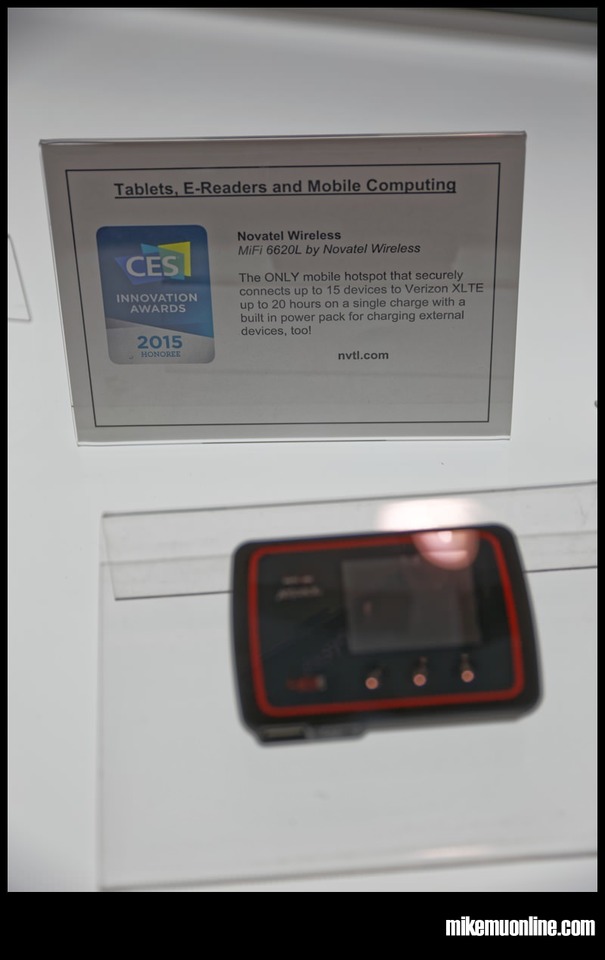 Tablets, E-Readers and Mobile Computing
CES
INNOVATION
AWARDS
2015
HONOREE
Novatel Wireless
MiFi 6620L by Novatel Wireless
The ONLY mobile hotspot that securely
connects up to 15 devices to Verizon XLTE
up to 20 hours on a single charge with a
built in power pack for charging external
devices, too!
nvtl.com
mikemuonline.com